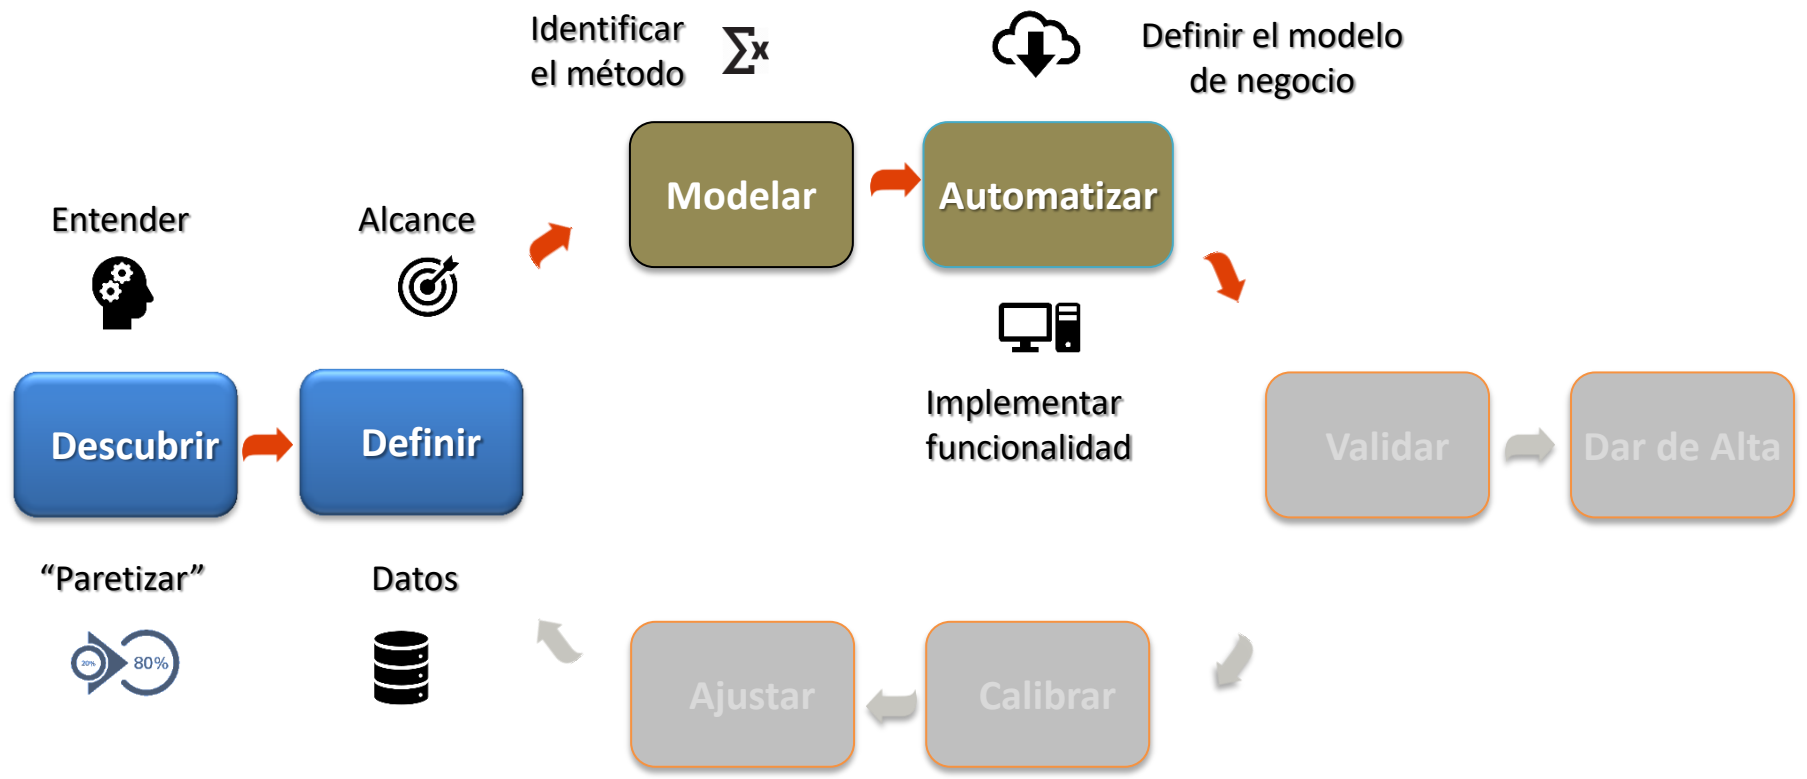 Identificar
el método
Σx
Definir el modelo
de negocio
Modelar
Automatizar
Entender
Alcance
Implementar
funcionalidad
Descubrir
Definir
Validar
Dar de Alta
“Paretizar”
20%
80%
Datos
Ajustar
Calibrar